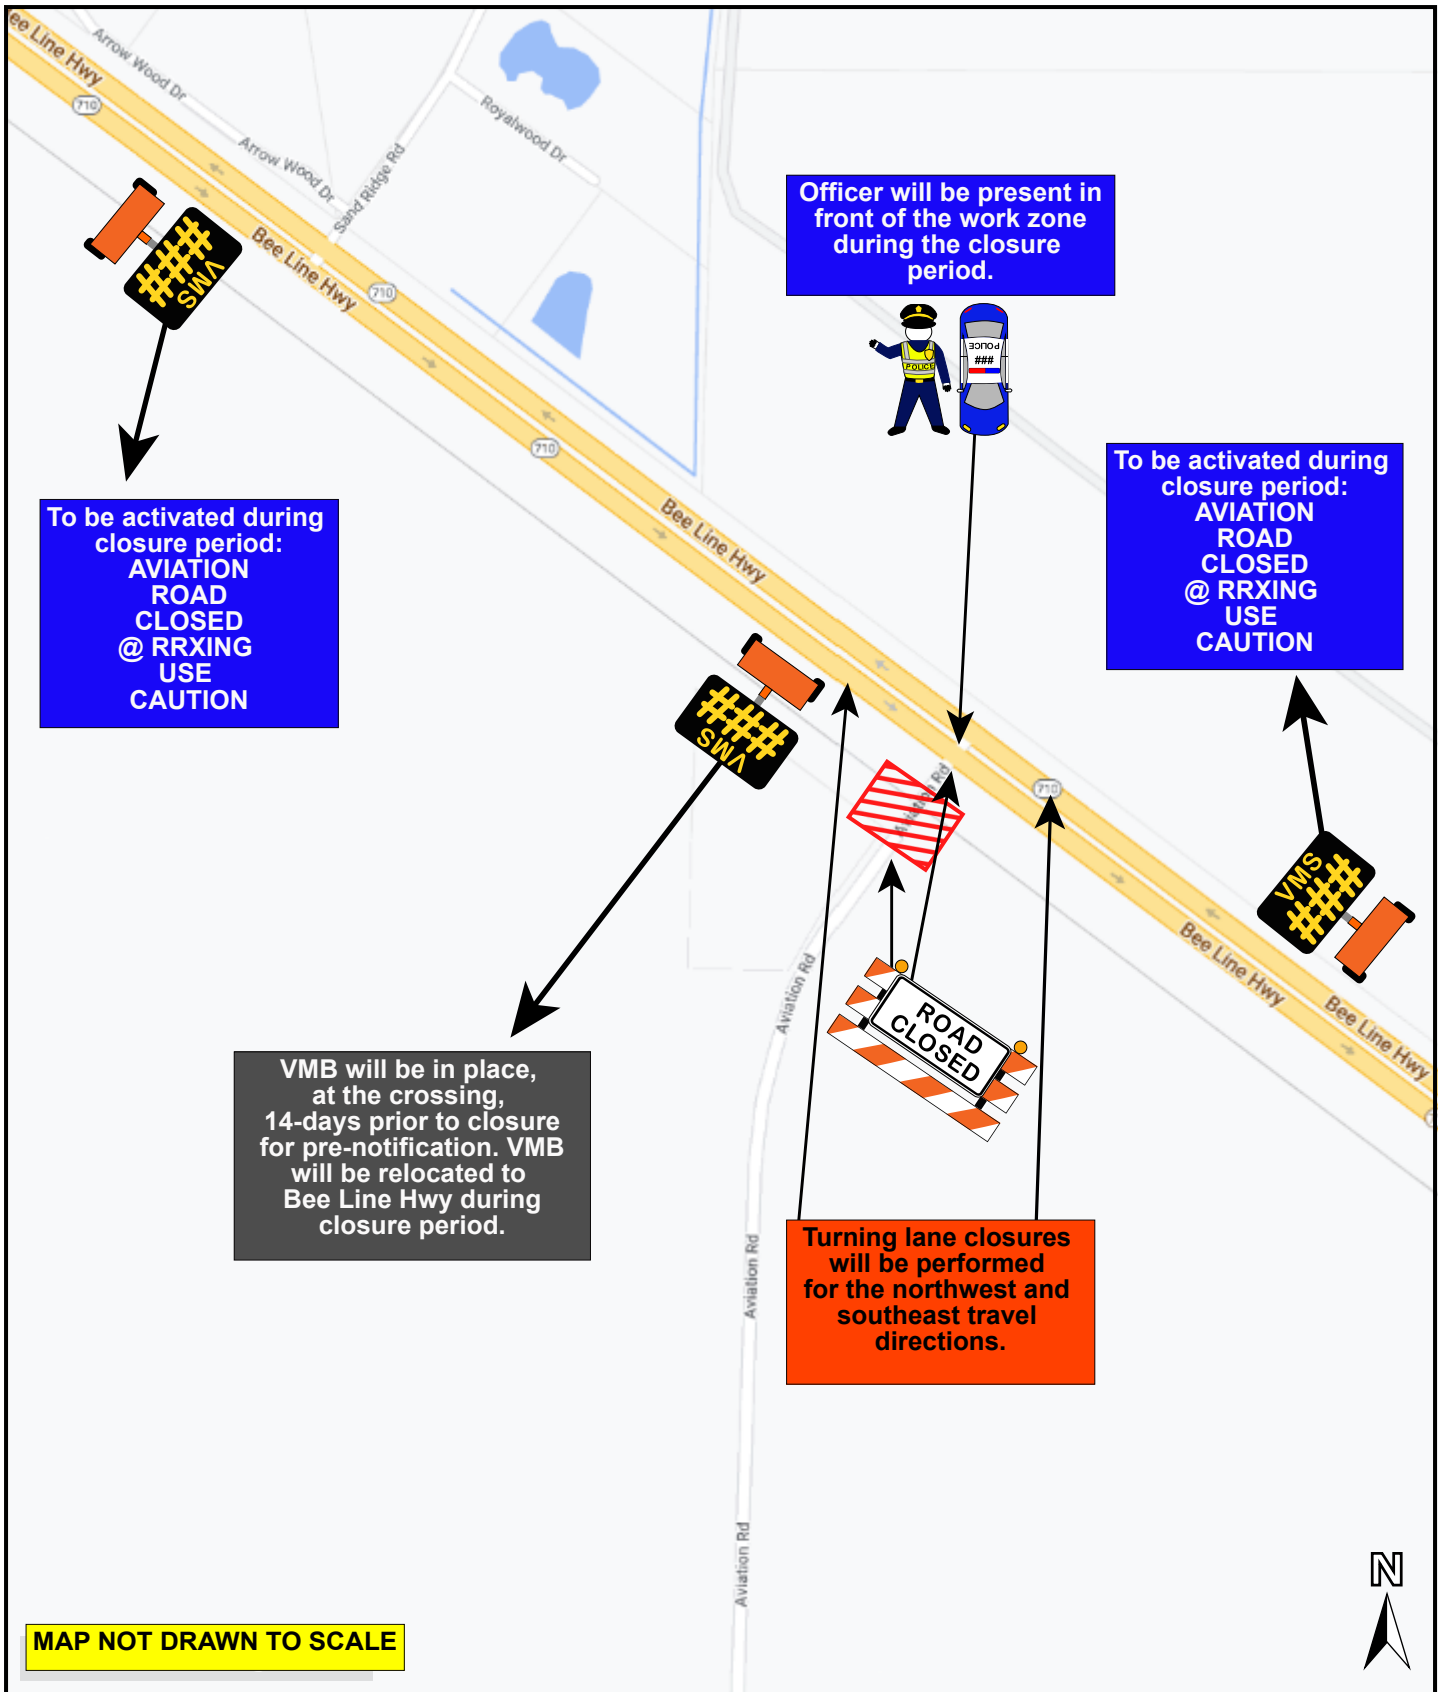 ee Line Hwy
Arrow Wood Dr
710
Arrow Wood Dr
Sand Ridge Rd
Royalwood Dr
Bee Line Hwy
710
710
Officer will be present in
front of the work zone
during the closure
period.
POLICE
POLICE
###
###
VMS
To be activated during
closure period:
AVIATION
ROAD
CLOSED
@ RRXING
USE
CAUTION
To be activated during
closure period:
AVIATION
ROAD
CLOSED
@ RRXING
USE
CAUTION
Bee Line Hwy
###
VMS
Aviation Rd
710
VMS
###
Bee Line Hwy
Bee Line Hwy
Aviation Rd
ROAD
CLOSED
VMB will be in place,
at the crossing,
14-days prior to closure
for pre-notification. VMB
will be relocated to
Bee Line Hwy during
closure period.
Aviation Rd
Turning lane closures
will be performed
for the northwest and
southeast travel
directions.
Aviation Rd
N
MAP NOT DRAWN TO SCALE